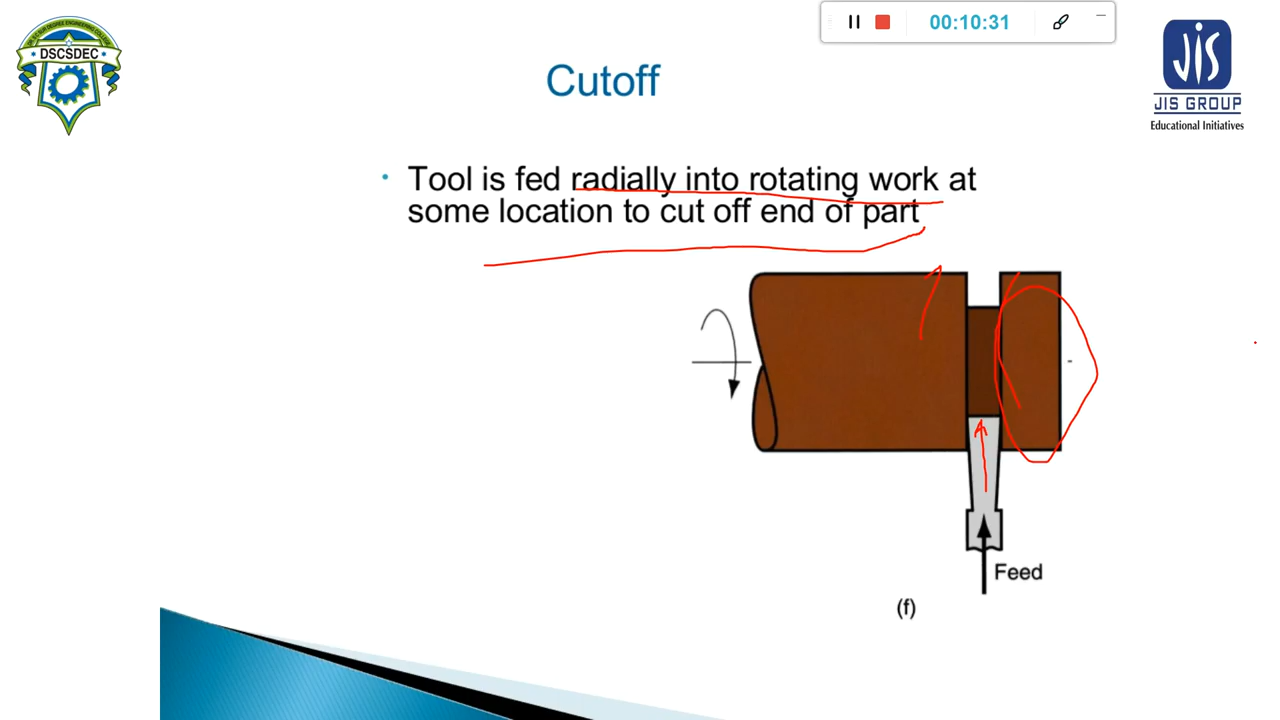 00:10:31
DSCSDEC
JIS
JIS GROUP
Educational Initiatives
Cutoff
• Tool is fed radially into rotating work at
some location to cut off end of part
Feed
(f)